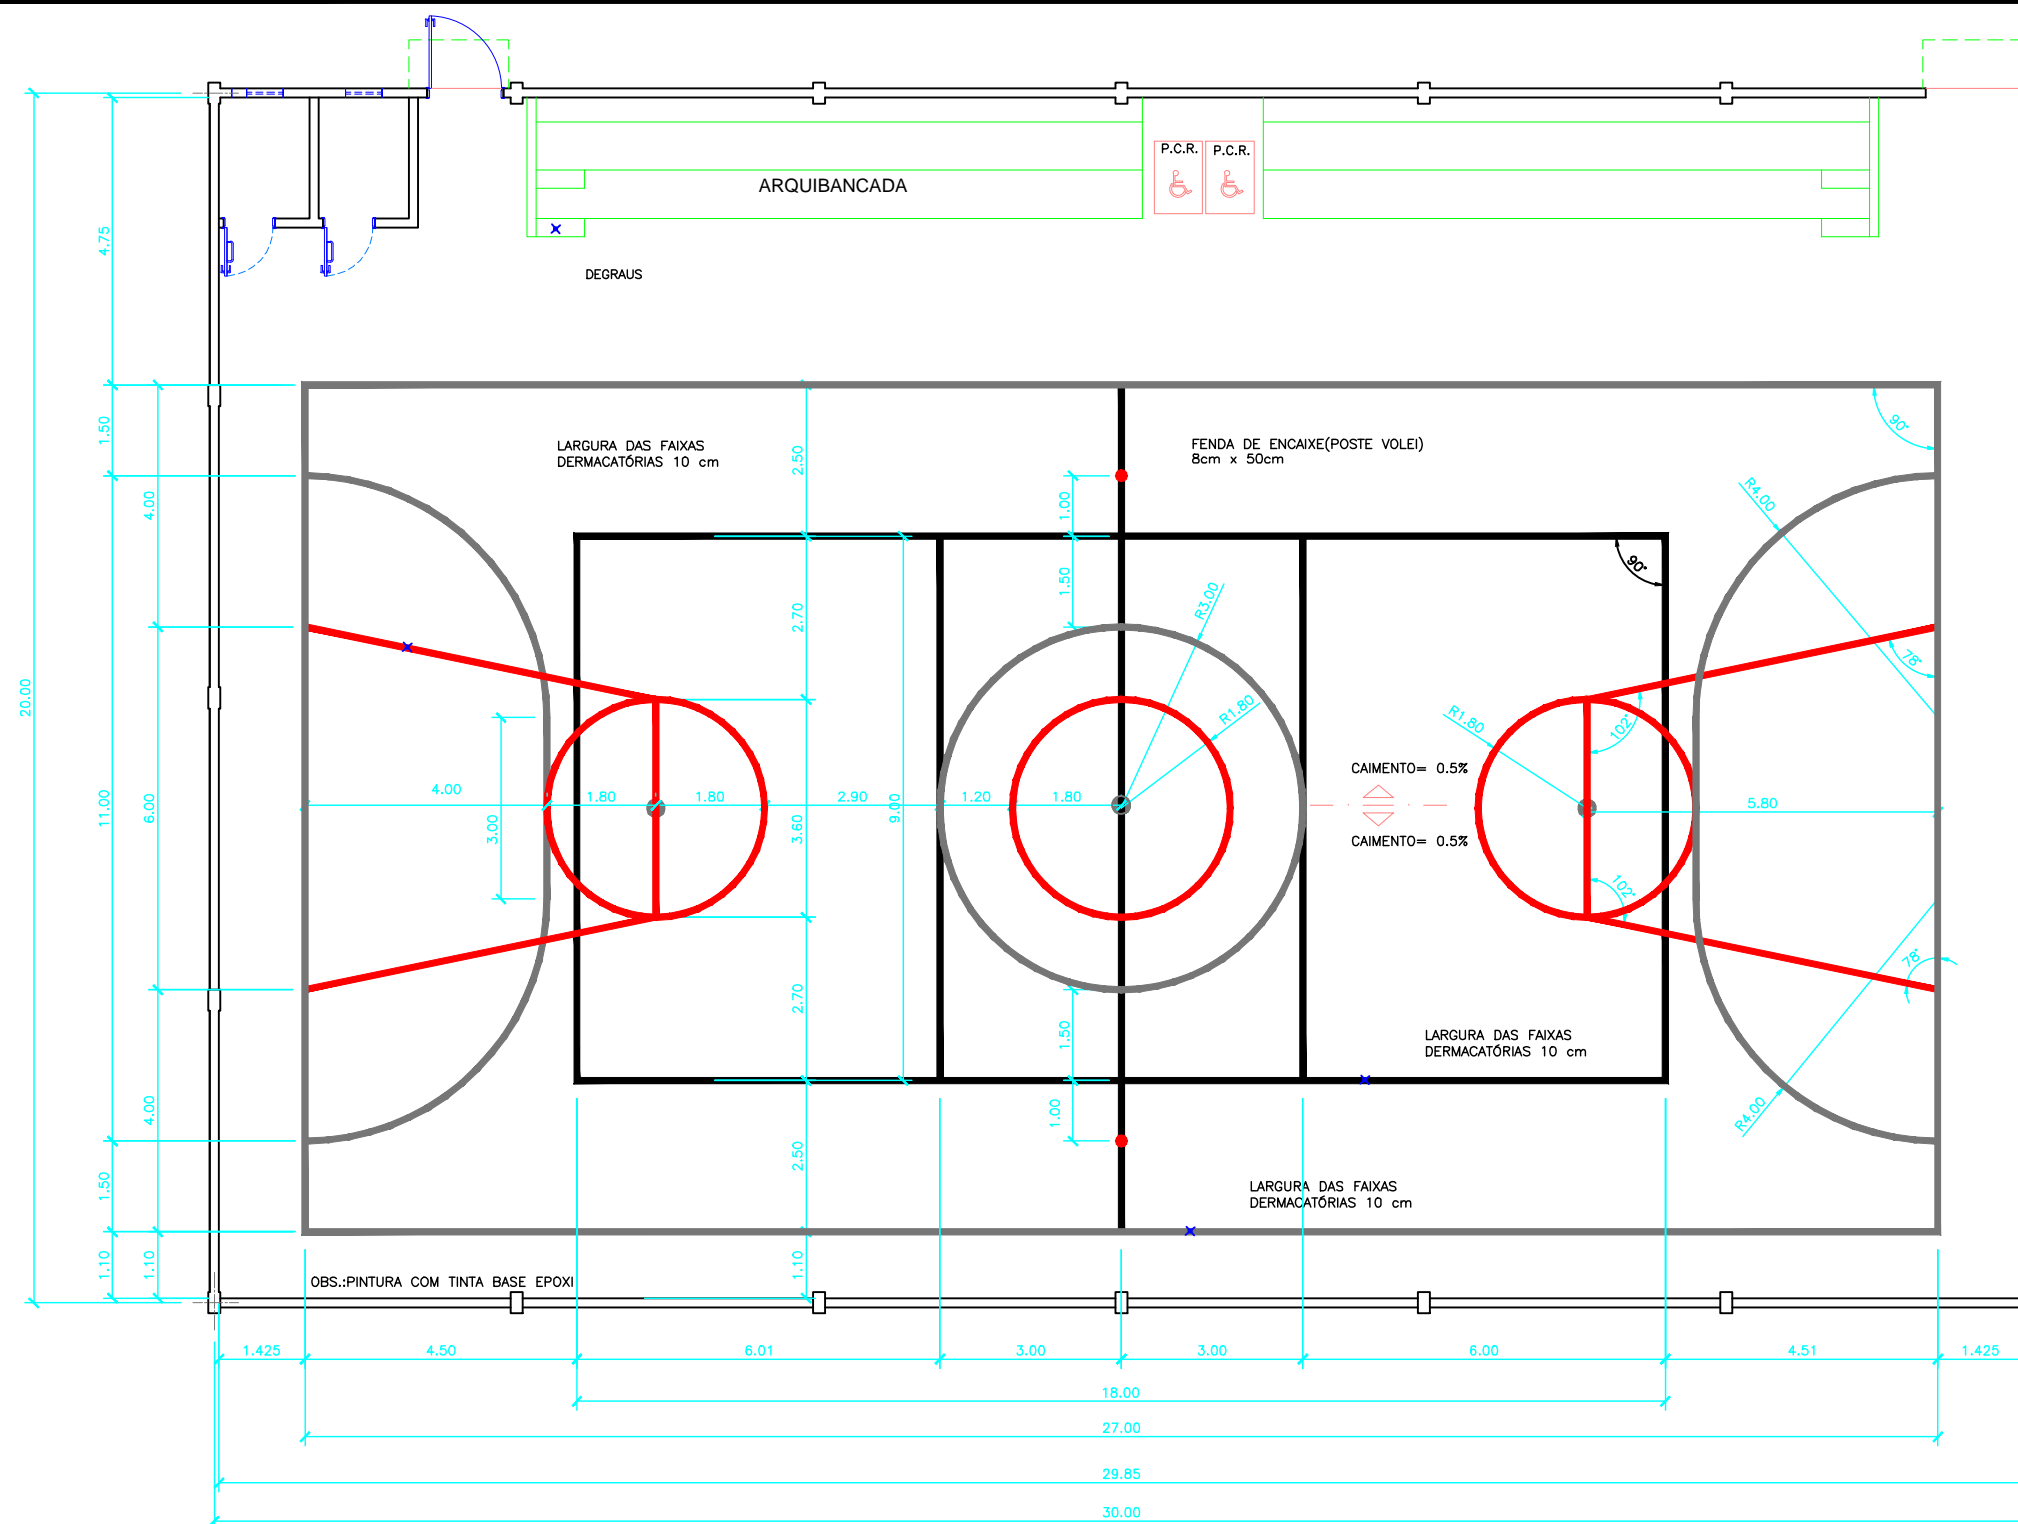 P.C.R.
P.C.R.
ARQUIBANCADA
DEGRAUS
4.75
20.00
1.50
11.00
1.50
1.10
4.00
6.00
4.00
1.10
LARGURA DAS FAIXAS
DERMACATÓRIAS 10 cm
2.50
2.70
3.60
2.70
2.50
1.10
FENDA DE ENCAIXE(POSTE VOLEI)
8cm x 50cm
1.00
1.50
1.50
1.00
90°
90°
R4.00
R3.00
R1.80
R1.80
78°
102°
CAIMENTO= 0.5%
CAIMENTO= 0.5%
4.00
1.80
1.80
2.90
9.00
1.20
1.80
5.80
3.00
102°
78°
R4.00
LARGURA DAS FAIXAS
DERMACATÓRIAS 10 cm
LARGURA DAS FAIXAS
DERMACATÓRIAS 10 cm
OBS.:PINTURA COM TINTA BASE EPOXI
1.425
4.50
6.01
3.00
3.00
6.00
4.51
1.425
18.00
27.00
29.85
30.00